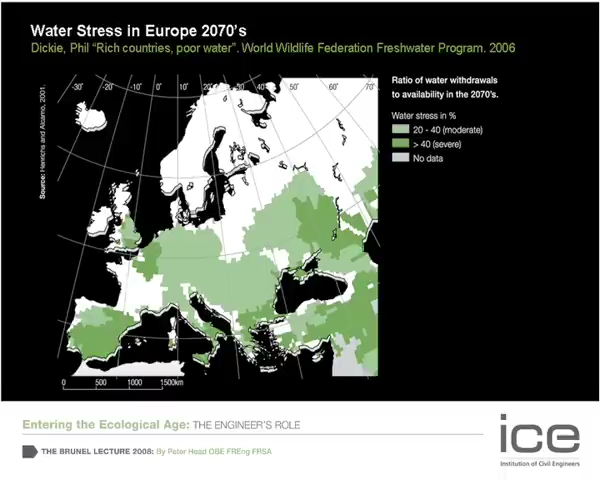 Water Stress in Europe 2070's
Dickie, Phil "Rich countries, poor water". World Wildlife Federation Freshwater Program. 2006
-30° -20° -10° 0° 10° 20° 30° 40° 50° 60° 70°
Ratio of water withdrawals
to availability in the 2070's.
Water stress in %
20 - 40 (moderate)
> 40 (severe)
No data
Source: Henrichs and Alcamo, 2001.
0 500 1000 1500km
Entering the Ecological Age: THE ENGINEER'S ROLE
THE BRUNEL LECTURE 2008: By Peter Head OBE FREng FRSA
ice
Institution of Civil Engineers